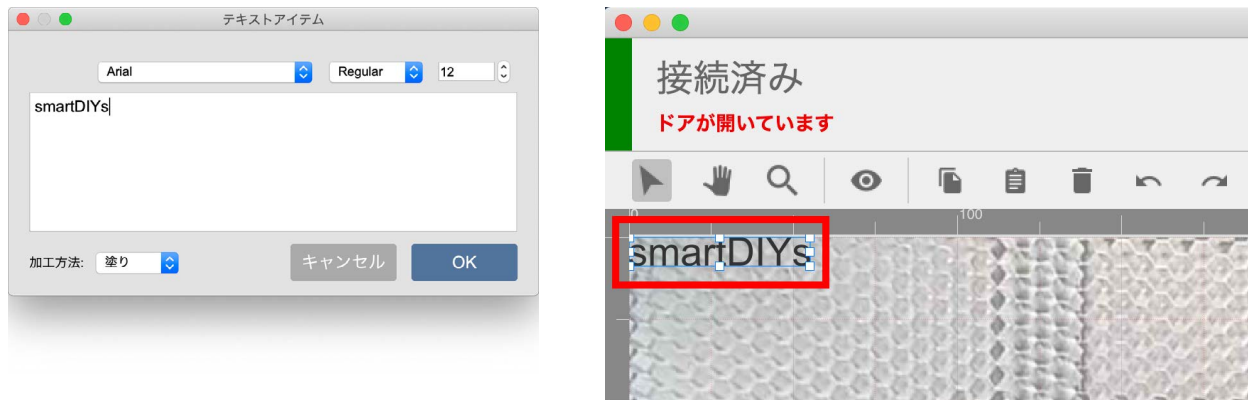 テキストアイテム
Arial
Regular
12
smartDIYs
加工方法:
塗り
キャンセル
OK
接続済み
ドアが開いています
0
100
smartDIYs